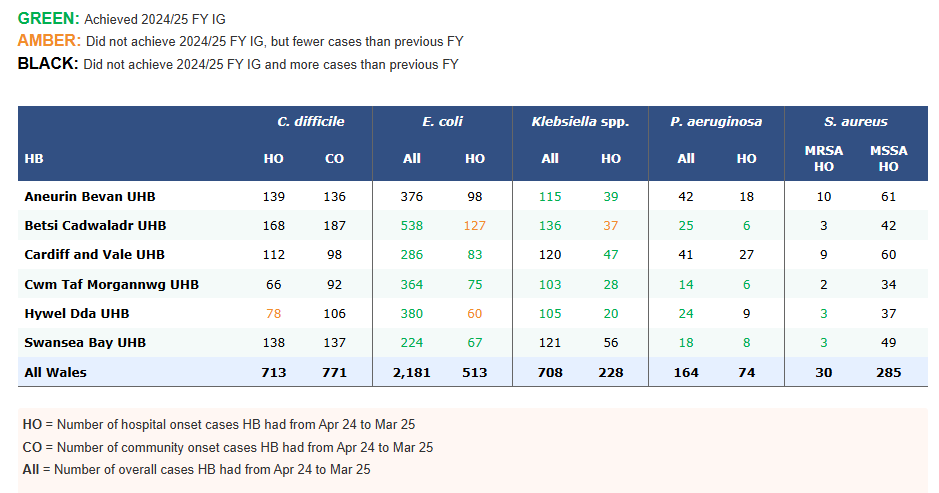 GREEN: Achieved 2024/25 FY IG
AMBER: Did not achieve 2024/25 FY IG, but fewer cases than previous FY
BLACK: Did not achieve 2024/25 FY IG and more cases than previous FY
C. difficile E. coli Klebsiella spp. P. aeruginosa S. aureus
HB HO CO All HO All HO All HO MRSA HO MSSA HO
Aneurin Bevan UHB 139 136 376 98 115 39 42 18 10 61
Betsi Cadwaladr UHB 168 187 538 127 136 37 25 6 3 42
Cardiff and Vale UHB 112 98 286 83 120 47 41 27 9 60
Cwm Taf Morgannwg UHB 66 92 364 75 103 28 14 6 2 34
Hywel Dda UHB 78 106 380 60 105 20 24 9 3 37
Swansea Bay UHB 138 137 224 67 121 56 18 8 3 49
All Wales 713 771 2,181 513 708 228 164 74 30 285
HO = Number of hospital onset cases HB had from Apr 24 to Mar 25
CO = Number of community onset cases HB had from Apr 24 to Mar 25
All = Number of overall cases HB had from Apr 24 to Mar 25